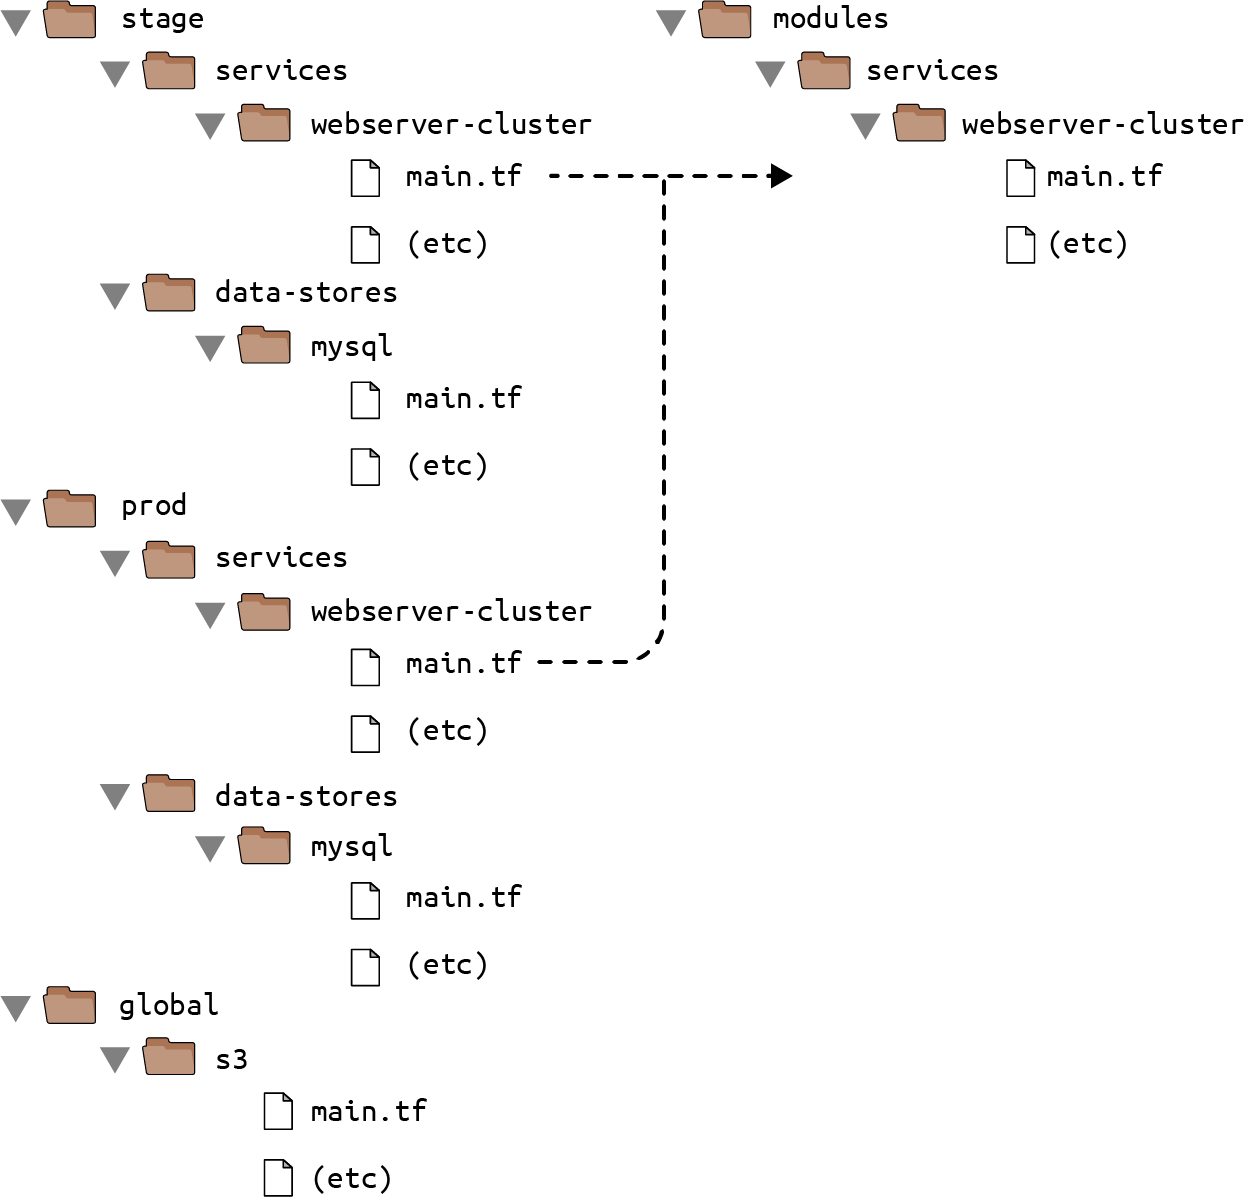 stage
services
webserver-cluster
main.tf
(etc)
data-stores
mysql
main.tf
(etc)
prod
services
webserver-cluster
main.tf
(etc)
data-stores
mysql
main.tf
(etc)
global
s3
main.tf
(etc)
modules
services
webserver-cluster
main.tf
(etc)